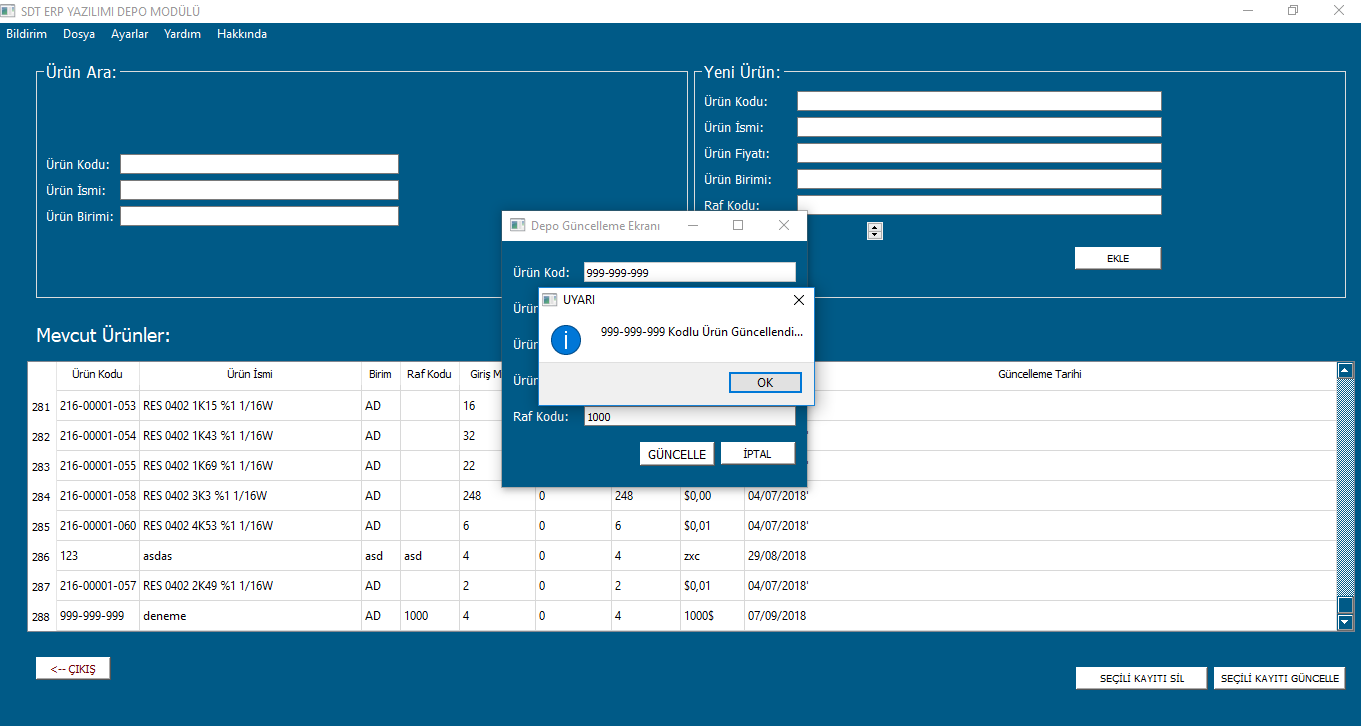 SDT ERP YAZILIMI DEPO MODÜLÜ
Bildirim Dosya Ayarlar Yardım Hakkında
Ürün Ara:
Ürün Kodu:
Ürün İsmi:
Ürün Birimi:
Yeni Ürün:
Ürün Kodu:
Ürün İsmi:
Ürün Fiyatı:
Ürün Birimi:
Raf Kodu:
EKLE
Depo Güncelleme Ekranı
Ürün Kod: 999-999-999
Ürün
Ürün
Ürün
Raf Kodu: 1000
GÜNCELLE İPTAL
UYARI
999-999-999 Kodlu Ürün Güncellendi...
OK
Mevcut Ürünler:
Ürün Kodu Ürün İsmi Birim Raf Kodu Giriş M Güncelleme Tarihi
281 216-00001-053 RES 0402 1K15 %1 1/16W AD 16
282 216-00001-054 RES 0402 1K43 %1 1/16W AD 32
283 216-00001-055 RES 0402 1K69 %1 1/16W AD 22
284 216-00001-058 RES 0402 3K3 %1 1/16W AD 248 0 248 $0,00 04/07/2018'
285 216-00001-060 RES 0402 4K53 %1 1/16W AD 6 0 6 $0,01 04/07/2018'
286 123 asdas asd asd 4 0 4 zxc 29/08/2018
287 216-00001-057 RES 0402 2K49 %1 1/16W AD 2 0 2 $0,01 04/07/2018'
288 999-999-999 deneme AD 1000 4 0 4 1000$ 07/09/2018
<-- ÇIKIŞ
SEÇİLİ KAYITI SİL SEÇİLİ KAYITI GÜNCELLE